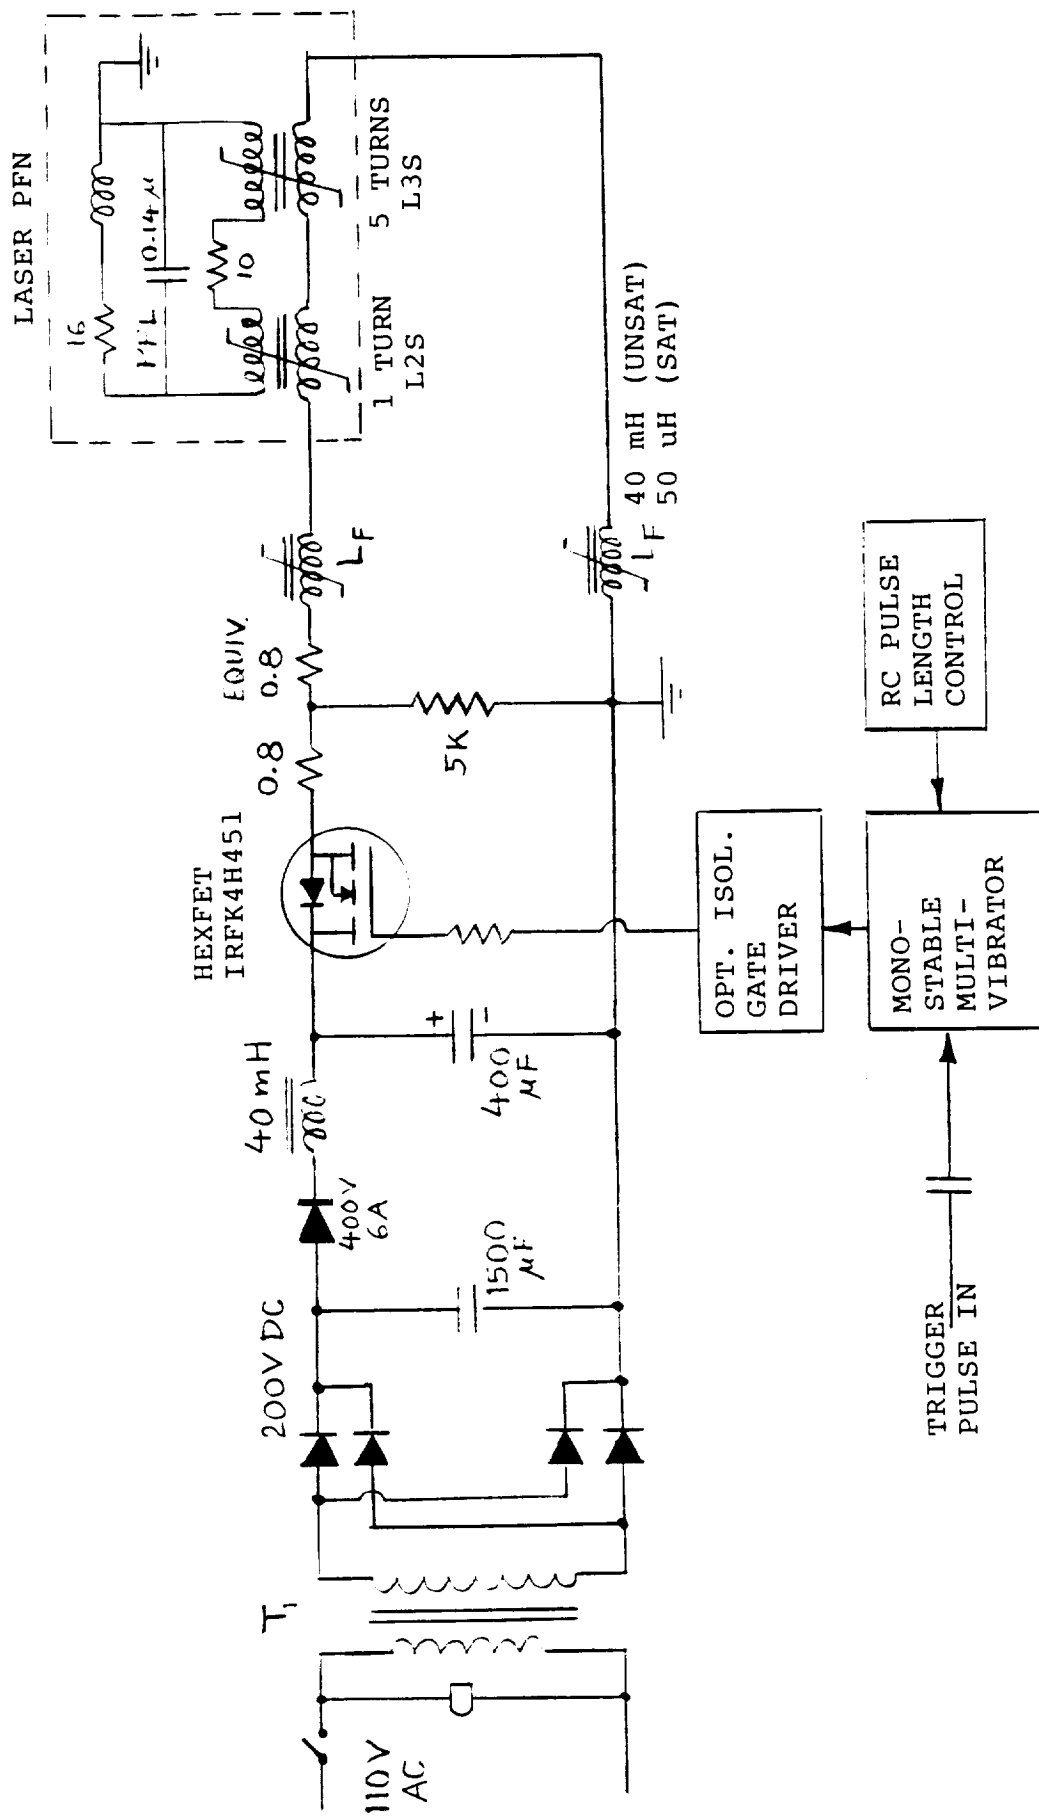 LASER PFN
16
PFL
0.14 μ
10
1 TURN
L2S
5 TURNS
L3S
HEXFET
IRFK4H451
0.8
EQUIV.
0.8
LF
40 mH
200V DC
400V
6A
T1
110V
AC
1500
μF
+
-
400
μF
5K
LF
40 mH (UNSAT)
50 uH (SAT)
OPT. ISOL.
GATE
DRIVER
MONO-
STABLE
MULTI-
VIBRATOR
RC PULSE
LENGTH
CONTROL
TRIGGER
PULSE IN